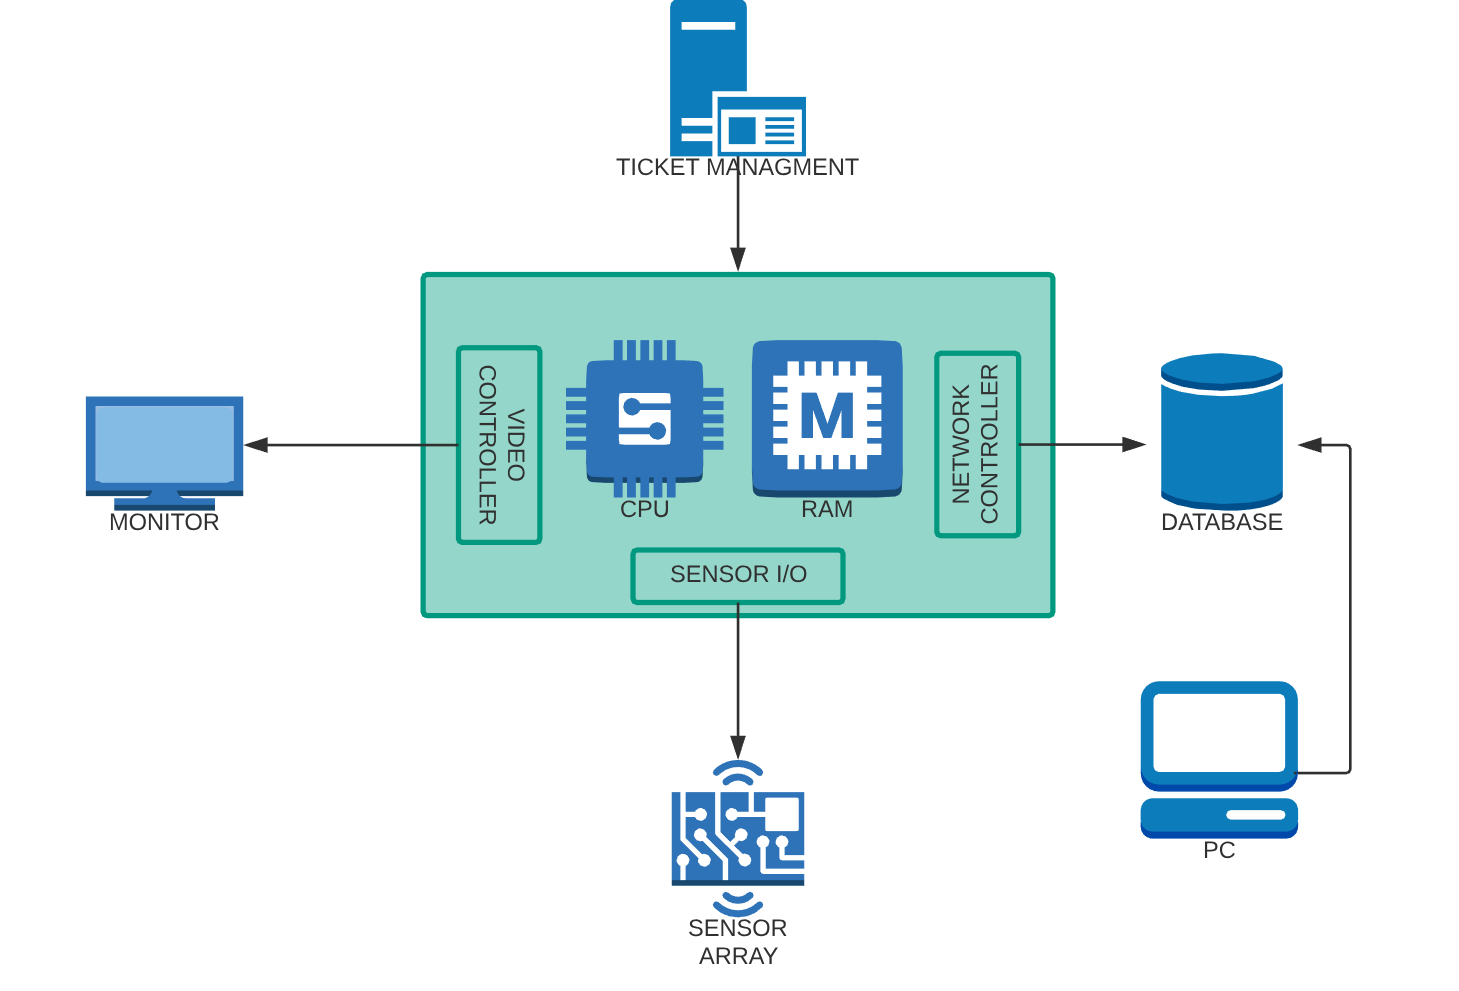 TICKET MANAGMENT
VIDEO
CONTROLLER
CPU
M
RAM
NETWORK
CONTROLLER
SENSOR I/O
MONITOR
DATABASE
PC
SENSOR
ARRAY